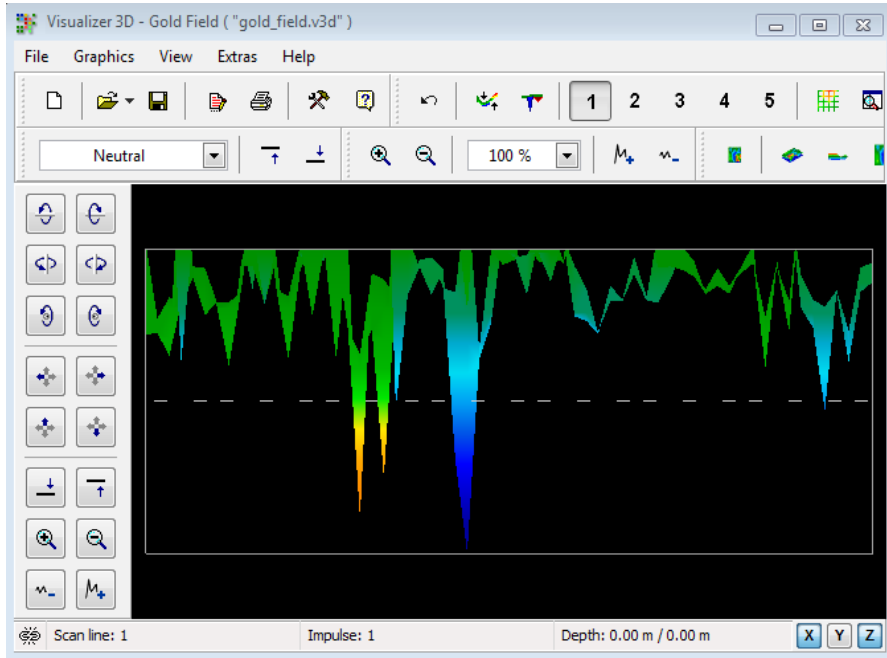 Visualizer 3D - Gold Field ( "gold_field.v3d" )
File Graphics View Extras Help
1 2 3 4 5
Neutral 100 %
Scan line: 1 Impulse: 1 Depth: 0.00 m / 0.00 m X Y Z